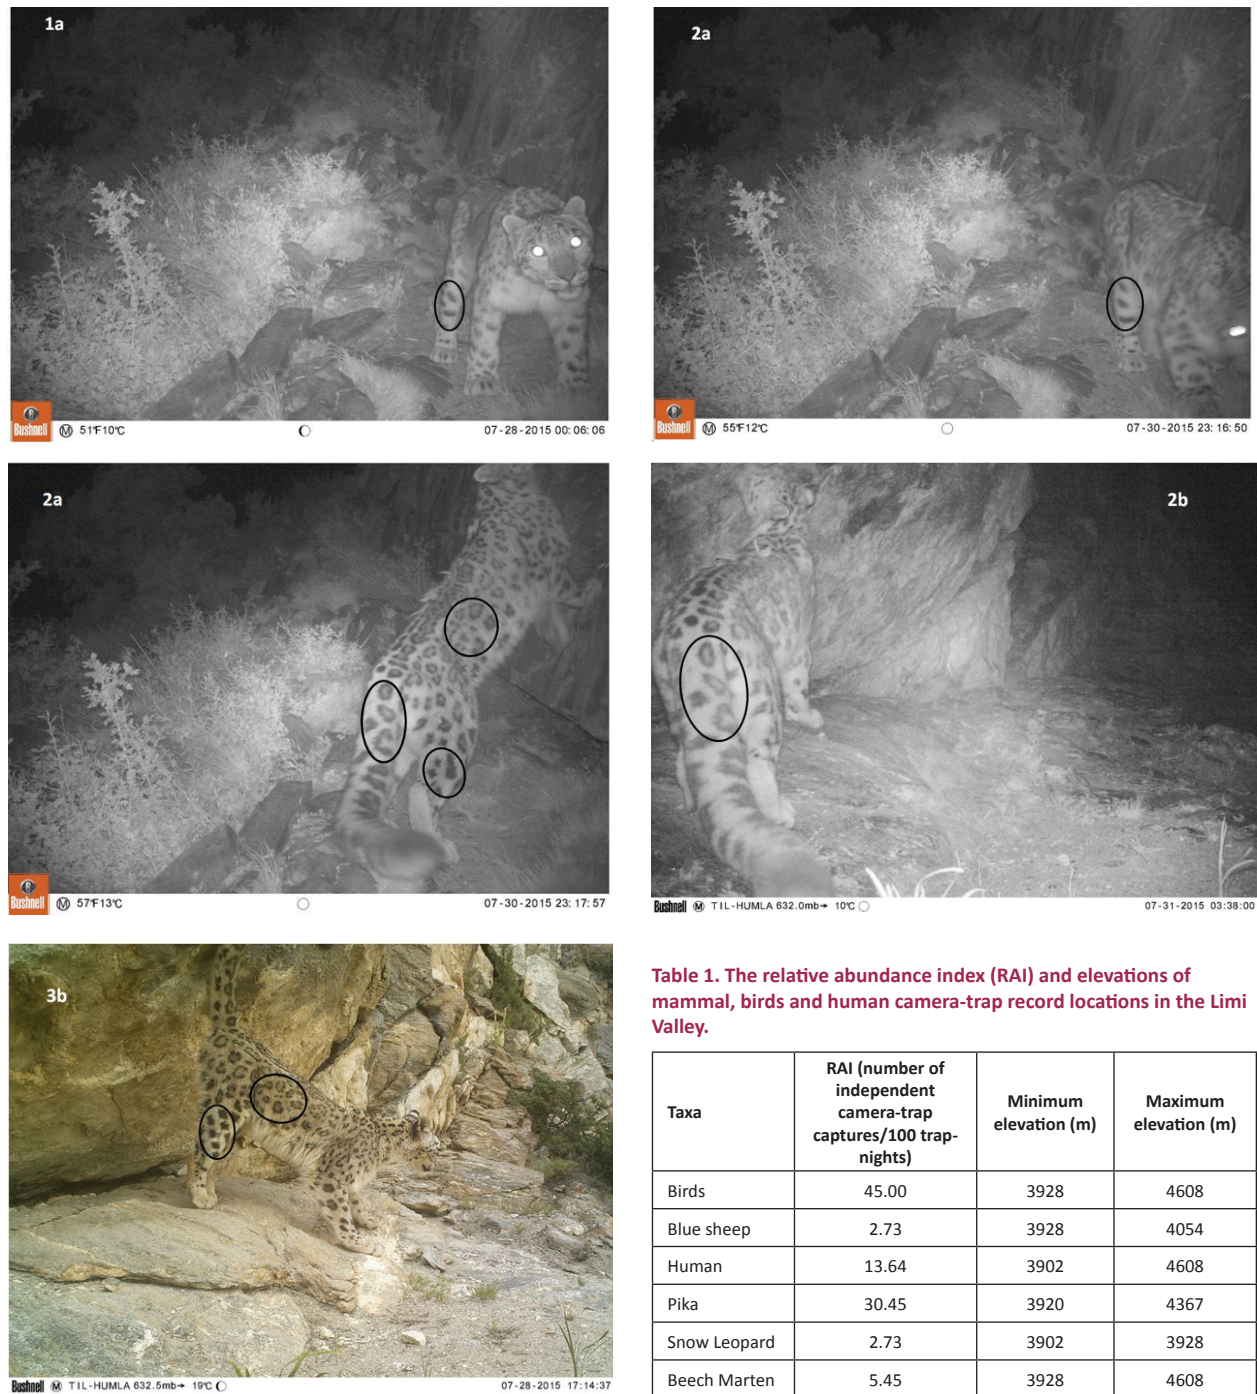 1a
Bushnell M 51°F10°C 07-28-2015 00:06:06
2a
Bushnell M 55°F12°C 07-30-2015 23:16:50
2a
Bushnell M 57°F13°C 07-30-2015 23:17:57
2b
Bushnell M TIL-HUMLA 632.0mb→ 10°C 07-31-2015 03:38:00
3b
Bushnell M TIL-HUMLA 632.5mb→ 19°C 07-28-2015 17:14:37
Table 1. The relative abundance index (RAI) and elevations of
mammal, birds and human camera-trap record locations in the Limi
Valley.
Taxa RAI (number of independent camera-trap captures/100 trap-nights) Minimum elevation (m) Maximum elevation (m)
Birds 45.00 3928 4608
Blue sheep 2.73 3928 4054
Human 13.64 3902 4608
Pika 30.45 3920 4367
Snow Leopard 2.73 3902 3928
Beech Marten 5.45 3928 4608